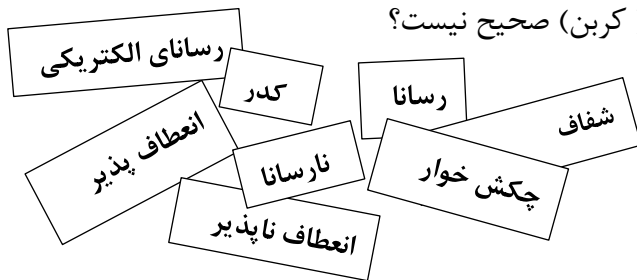 کربن) صحیح نیست؟
رسانای الکتریکی
کدر
رسانا
شفاف
انعطاف پذیر
نارسانا
چکش خوار
انعطاف ناپذیر